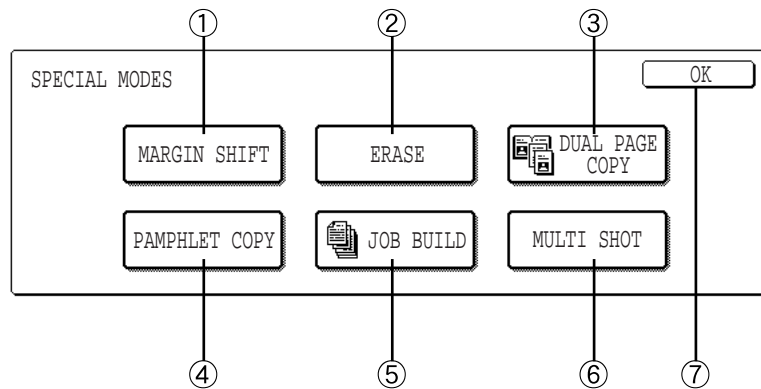 ① ② ③
SPECIAL MODES
OK
MARGIN SHIFT
ERASE
DUAL PAGE
COPY
PAMPHLET COPY
JOB BUILD
MULTI SHOT
④ ⑤ ⑥ ⑦